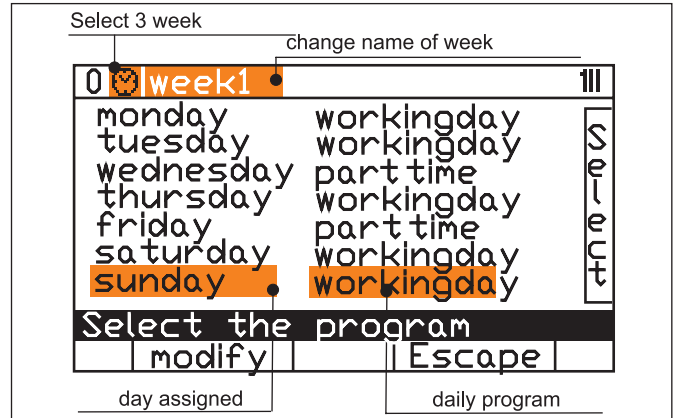 Select 3 week
change name of week
0 week1
monday workingday
tuesday workingday
wednesday part time
thursday workingday
friday part time
saturday workingday
sunday workingday
Select
Select the program
modify Escape
day assigned daily program